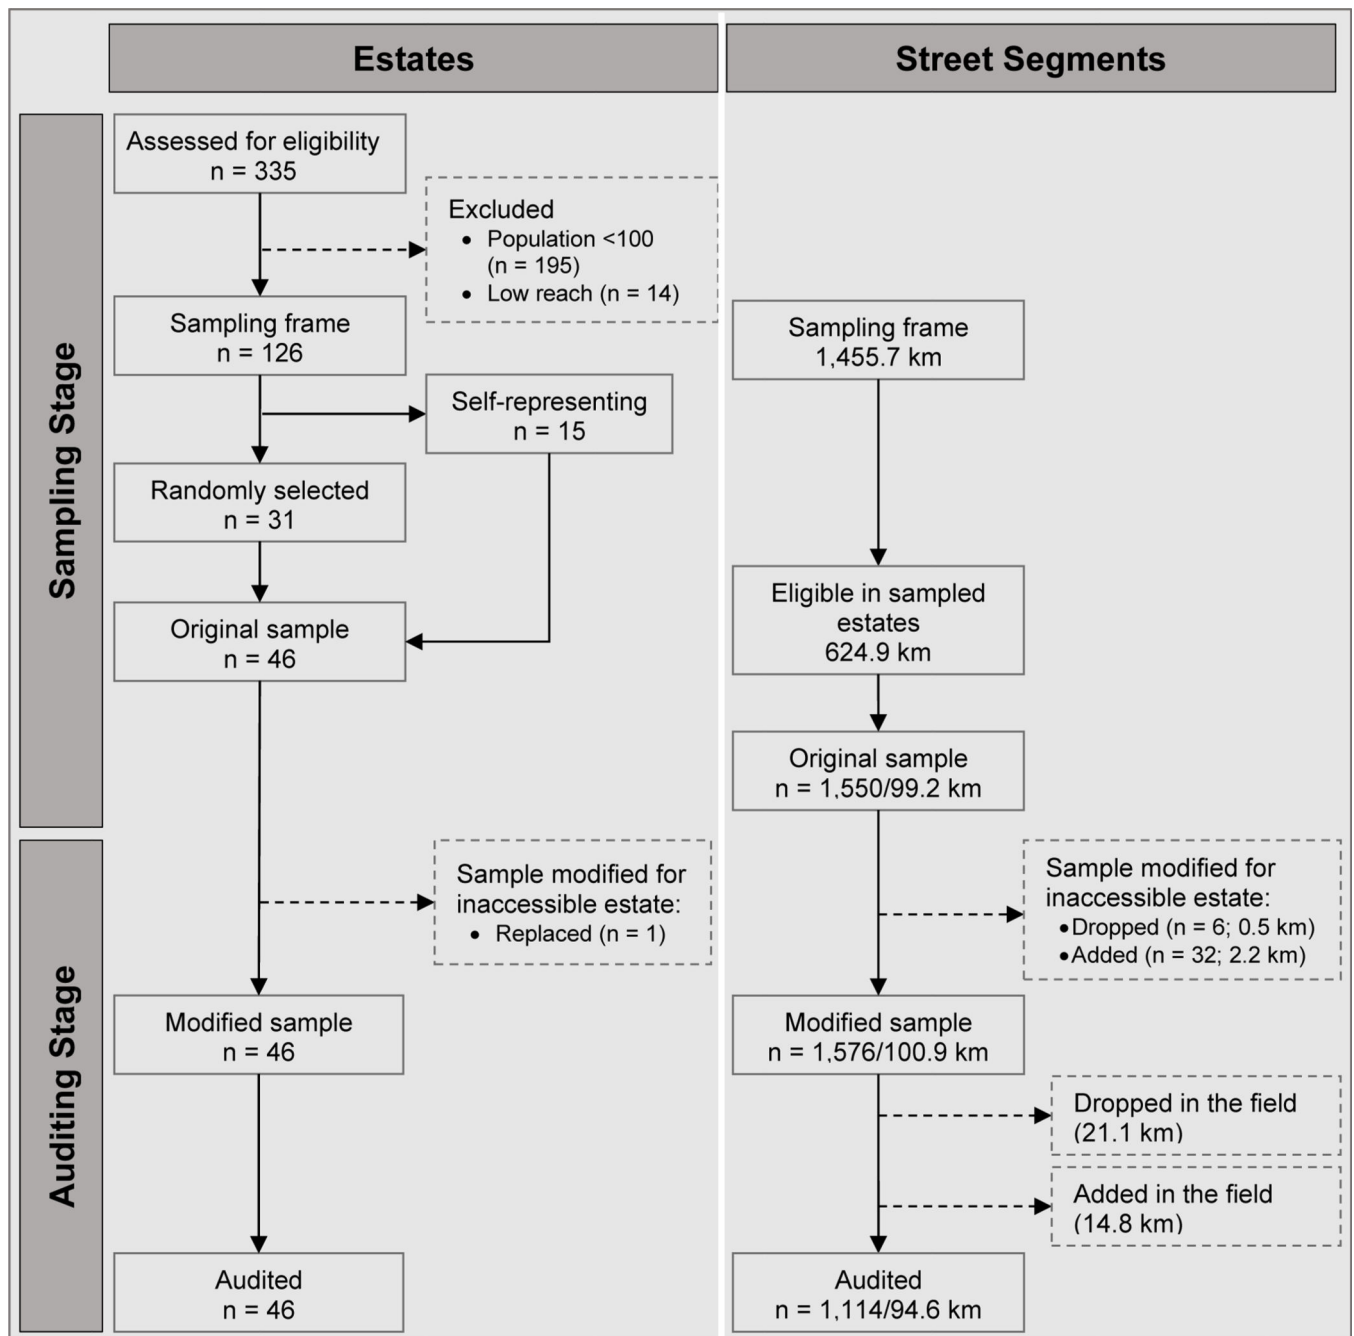 Estates
Street Segments
Sampling Stage
Assessed for eligibility
n = 335
Excluded
• Population <100
(n = 195)
• Low reach (n = 14)
Sampling frame
n = 126
Self-representing
n = 15
Randomly selected
n = 31
Original sample
n = 46
Sampling frame
1,455.7 km
Eligible in sampled
estates
624.9 km
Original sample
n = 1,550/99.2 km
Auditing Stage
Sample modified for
inaccessible estate:
• Replaced (n = 1)
Modified sample
n = 46
Audited
n = 46
Sample modified for
inaccessible estate:
•Dropped (n = 6; 0.5 km)
•Added (n = 32; 2.2 km)
Modified sample
n = 1,576/100.9 km
Dropped in the field
(21.1 km)
Added in the field
(14.8 km)
Audited
n = 1,114/94.6 km